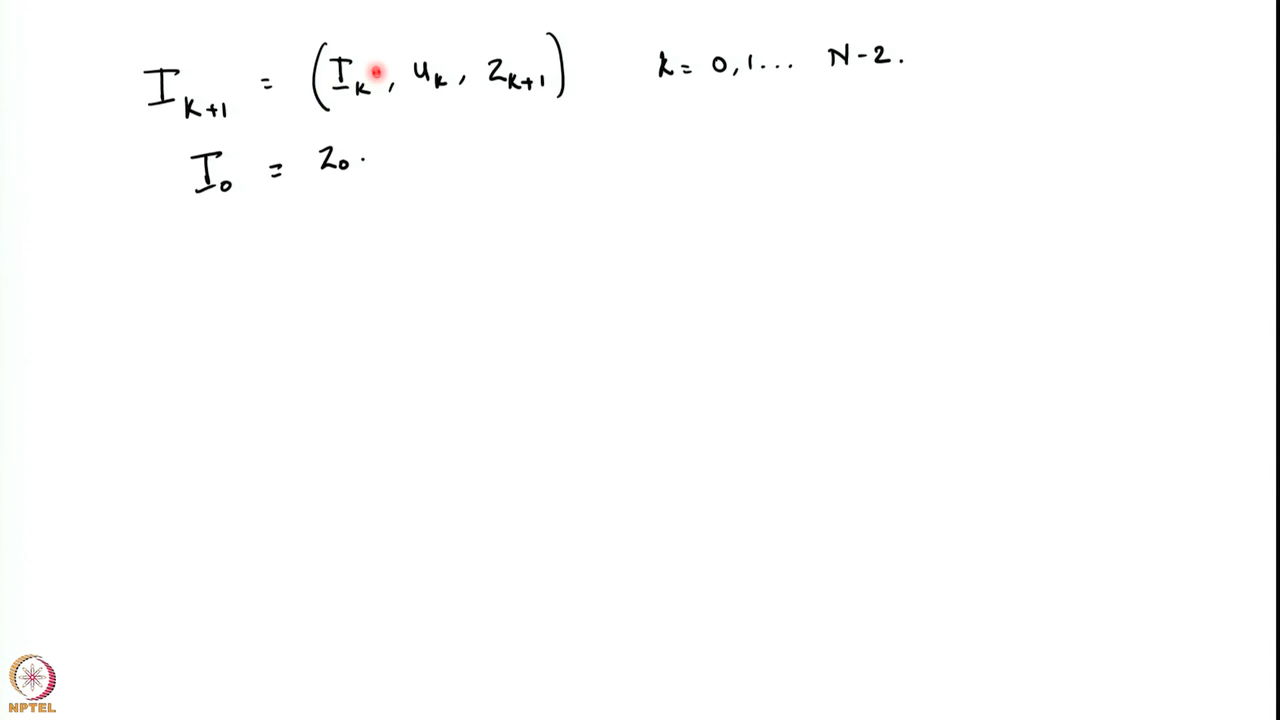 I_{k+1} = (I_k, u_k, z_{k+1})    k = 0, 1 ... N-2.
I_0 = z_0.
NPTEL